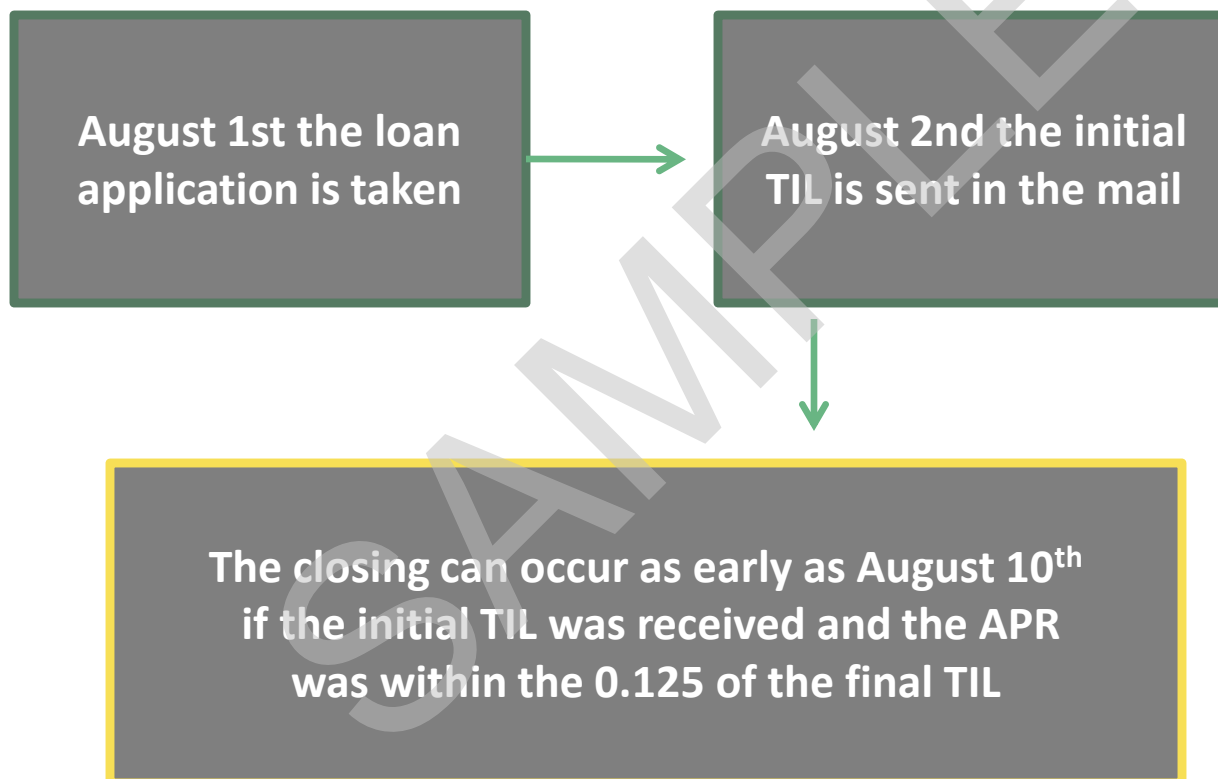 August 1st the loan
application is taken
August 2nd the initial
TIL is sent in the mail
The closing can occur as early as August 10th
if the initial TIL was received and the APR
was within the 0.125 of the final TIL
SAMPLE